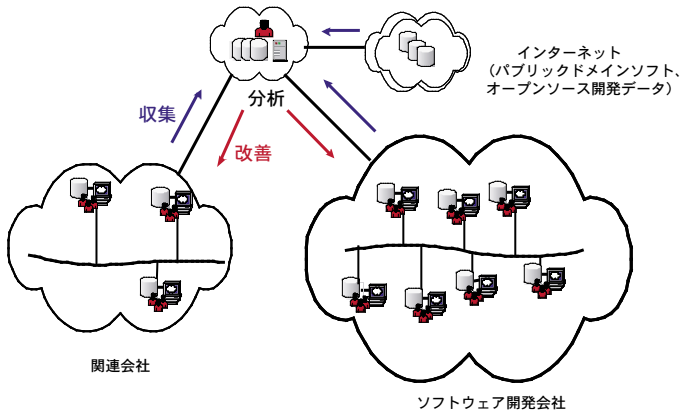 インターネット
（パブリックドメインソフト、
オープンソース開発データ）
分析
収集
改善
関連会社
ソフトウェア開発会社